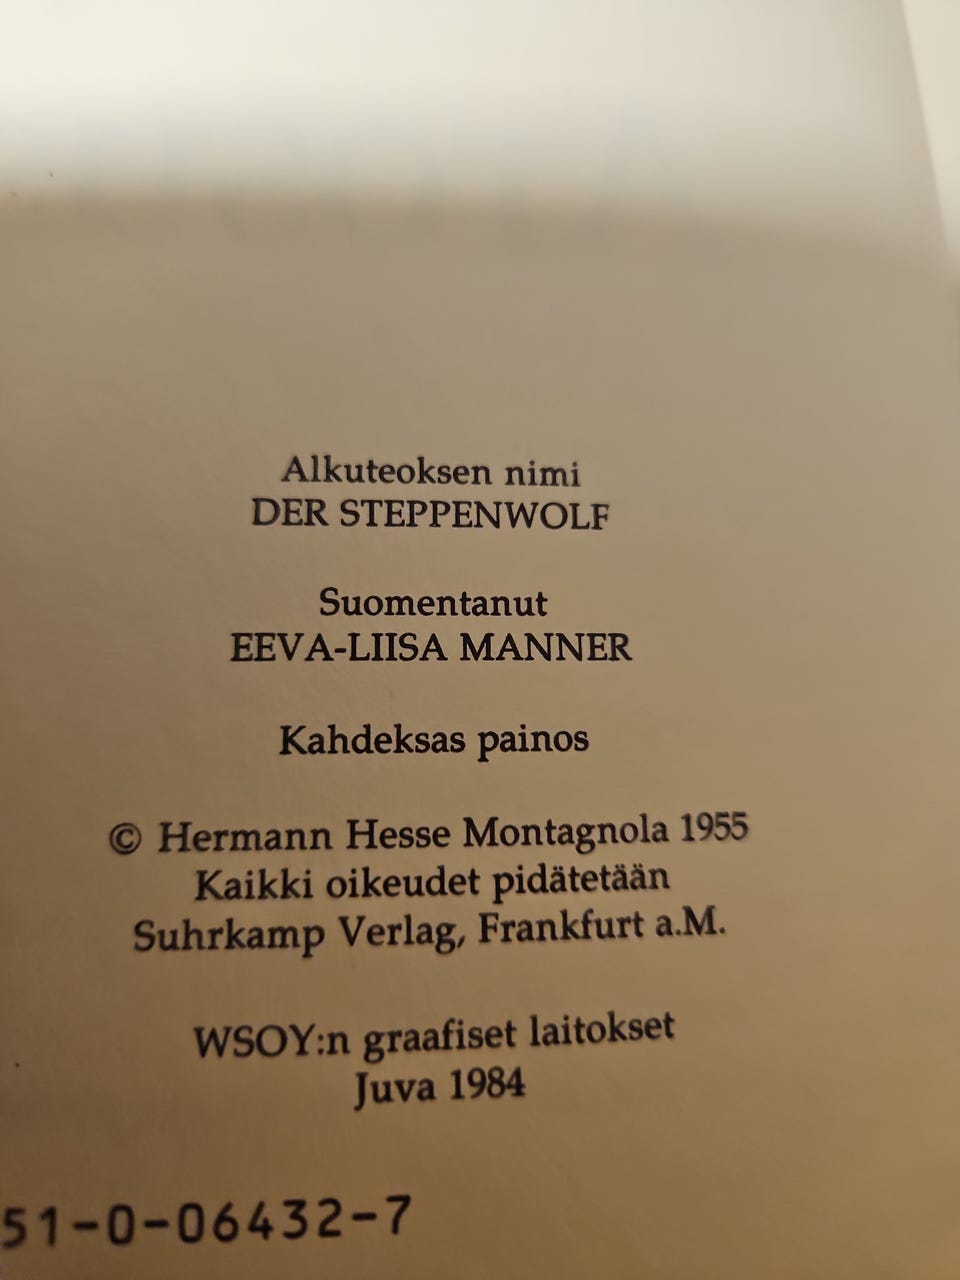 Alkuteoksen nimi
DER STEPPENWOLF
Suomentanut
EEVA-LIISA MANNER
Kahdeksas painos
© Hermann Hesse Montagnola 1955
Kaikki oikeudet pidätetään
Suhrkamp Verlag, Frankfurt a.M.
WSOY:n graafiset laitokset
Juva 1984
51-0-06432-7